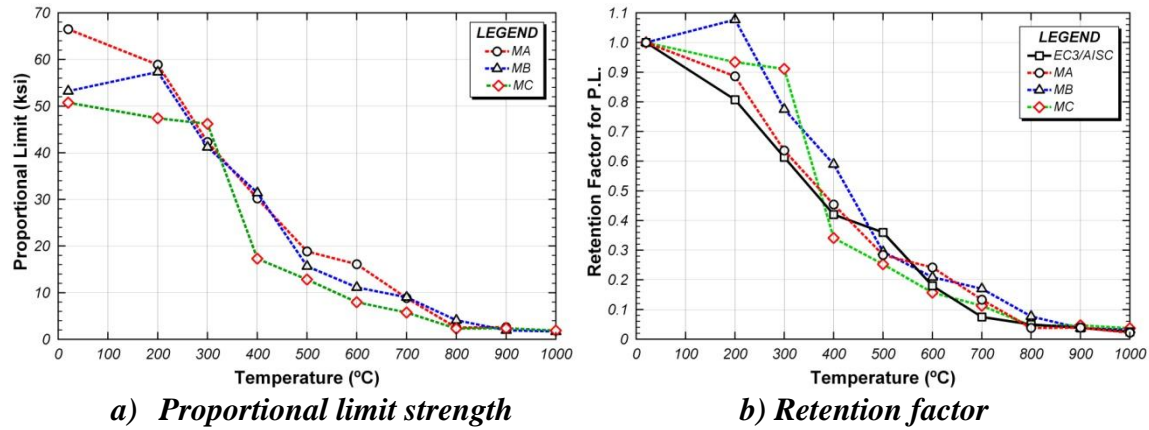 70
60
50
40
30
20
10
0
Proportional Limit (ksi)
LEGEND
MA
MB
MC
0 100 200 300 400 500 600 700 800 900 1000
Temperature (ºC)
a) Proportional limit strength
1.1
1.0
0.9
0.8
0.7
0.6
0.5
0.4
0.3
0.2
0.1
0
Retention Factor for P.L.
LEGEND
EC3/AISC
MA
MB
MC
0 100 200 300 400 500 600 700 800 900 1000
Temperature (ºC)
b) Retention factor